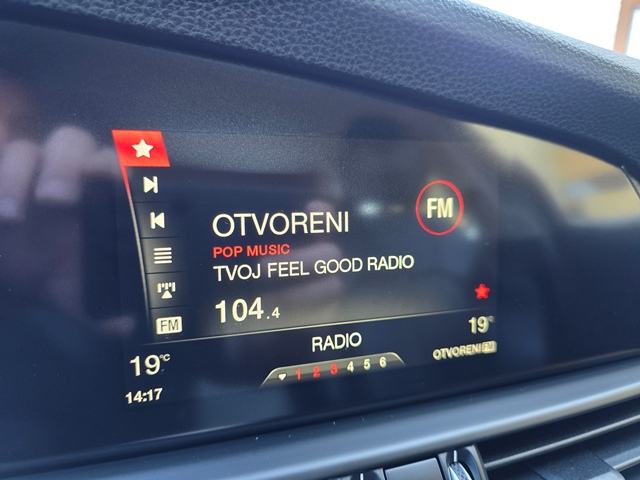 OTVORENI
FM
POP MUSIC
TVOJ FEEL GOOD RADIO
104.4
FM
RADIO
19°
19°C
1 2 3 4 5 6
OTVORENI FM
14:17